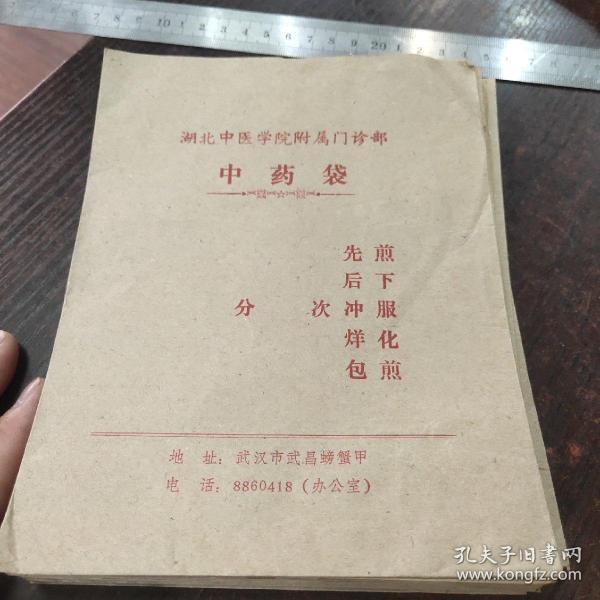 湖北中医学院附属门诊部
中药袋
先煎
后下
分 次冲服
烊化
包煎
地 址：武汉市武昌螃蟹甲
电 话：8860418（办公室）
孔夫子旧书网
www.kongfz.com